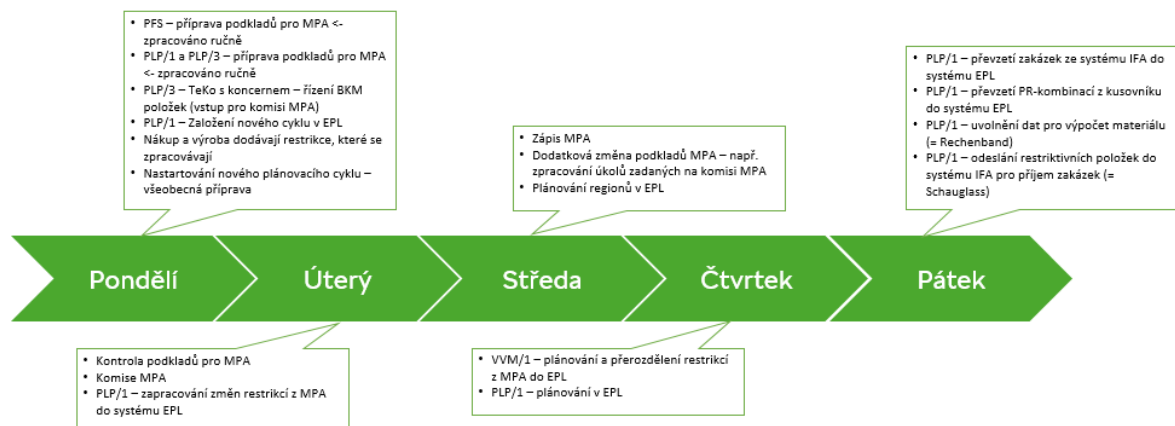 • PFS – příprava podkladů pro MPA <-
zpracováno ručně
• PLP/1 a PLP/3 – příprava podkladů pro MPA
<- zpracováno ručně
• PLP/3 – TeKo s koncernem – řízení BKM
položek (vstup pro komisi MPA)
• PLP/1 – Založení nového cyklu v EPL
• Nákup a výroba dodávají restrikce, které se
zpracovávají
• Nastartování nového plánovacího cyklu –
všeobecná příprava
• Zápis MPA
• Dodatková změna podkladů MPA – např.
zpracování úkolů zadaných na komisi MPA
• Plánování regionů v EPL
• PLP/1 – převzetí zakázek ze systému IFA do
systému EPL
• PLP/1 – převzetí PR-kombinací z kusovníku
do systému EPL
• PLP/1 – uvolnění dat pro výpočet materiálu
(= Rechenband)
• PLP/1 – odeslání restriktivních položek do
systému IFA pro příjem zakázek (=
Schauglass)
Pondělí
Úterý
Středa
Čtvrtek
Pátek
• Kontrola podkladů pro MPA
• Komise MPA
• PLP/1 – zapracování změn restrikcí z MPA
do systému EPL
• VVM/1 – plánování a přerozdělení restrikcí
z MPA do EPL
• PLP/1 – plánování v EPL